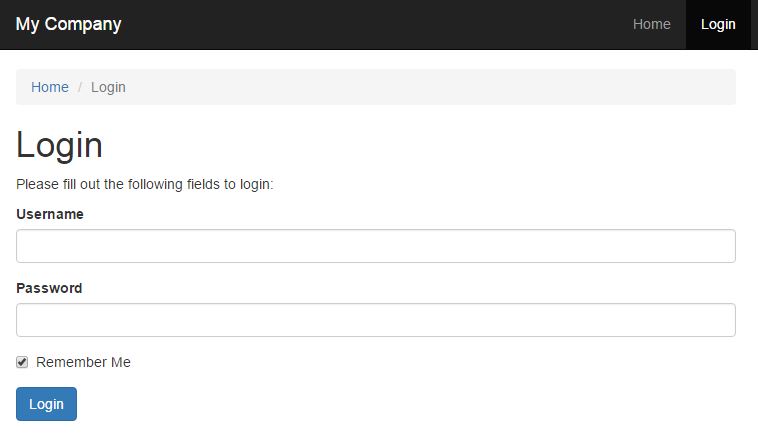 My Company Home Login
Home / Login
Login
Please fill out the following fields to login:
Username
Password
Remember Me
Login